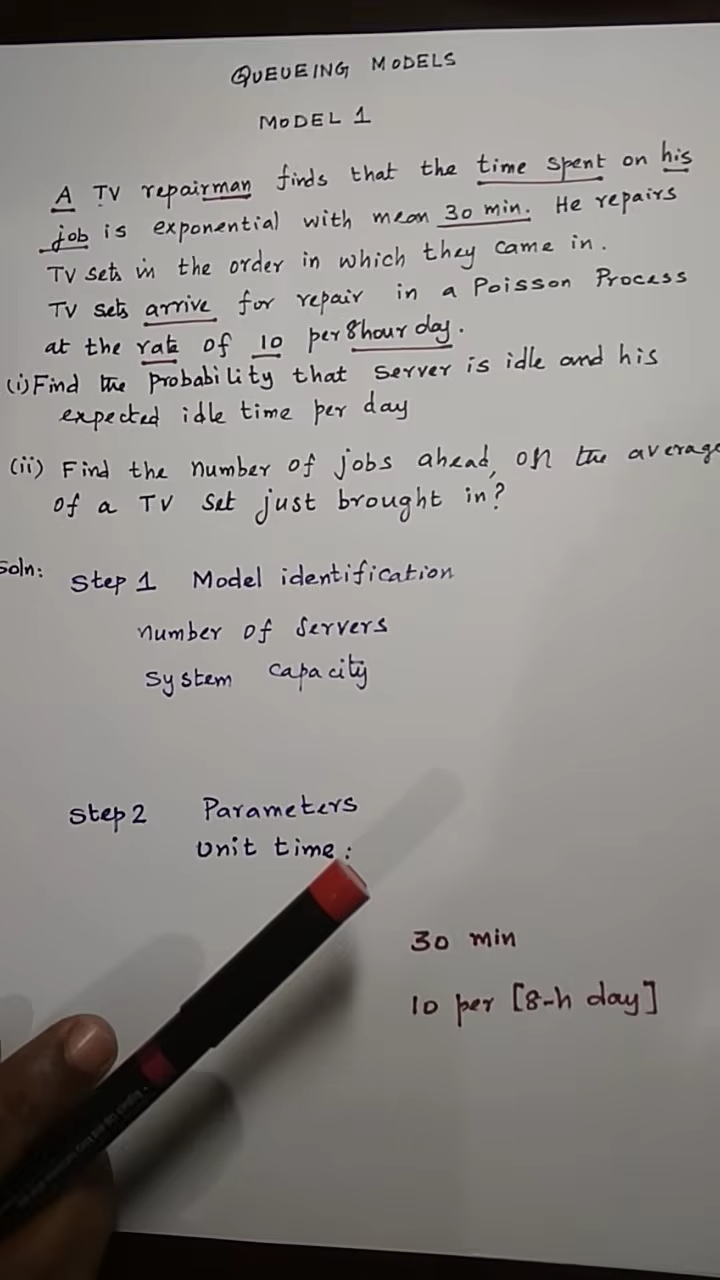 QUEUEING MODELS
MODEL 1
A TV repairman finds that the time spent on his
job is exponential with mean 30 min. He repairs
TV sets in the order in which they came in.
TV sets arrive for repair in a Poisson Process
at the rate of 10 per 8hour day.
(i) Find the probability that server is idle and his
expected idle time per day
(ii) Find the number of jobs ahead, on the average
of a TV set just brought in?
Soln: Step 1 Model identification
number of servers
System capacity
Step 2 Parameters
Unit time:
30 min
10 per [8-h day]